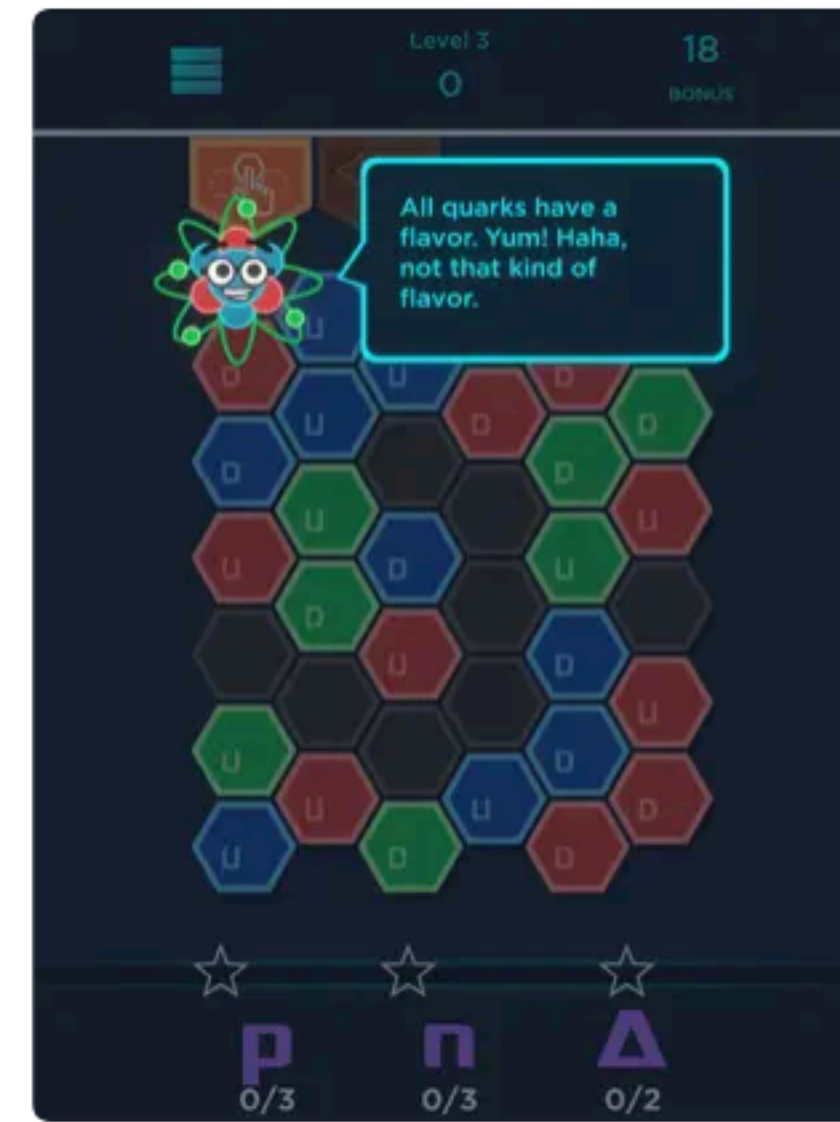 Level 3
18
0
BONUS
All quarks have a
flavor. Yum! Haha,
not that kind of
flavor.
U
D
U
D
U
D
D
D
U
U
U
D
U
D
U
D
U
U
D
U
U
U
D
U
D
D
p
n
Δ
0/3
0/3
0/2